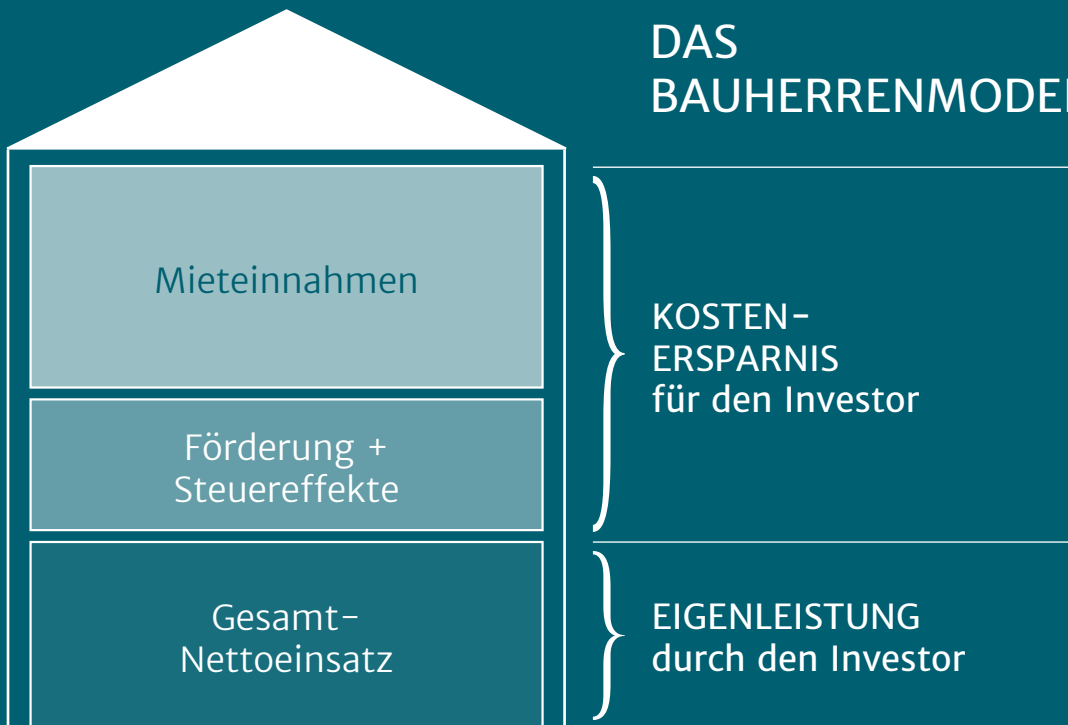 DAS
BAUHERRENMODEL
Mieteinnahmen
KOSTEN-
ERSPARNIS
für den Investor
Förderung +
Steuereffekte
Gesamt-
Nettoeinsatz
EIGENLEISTUNG
durch den Investor